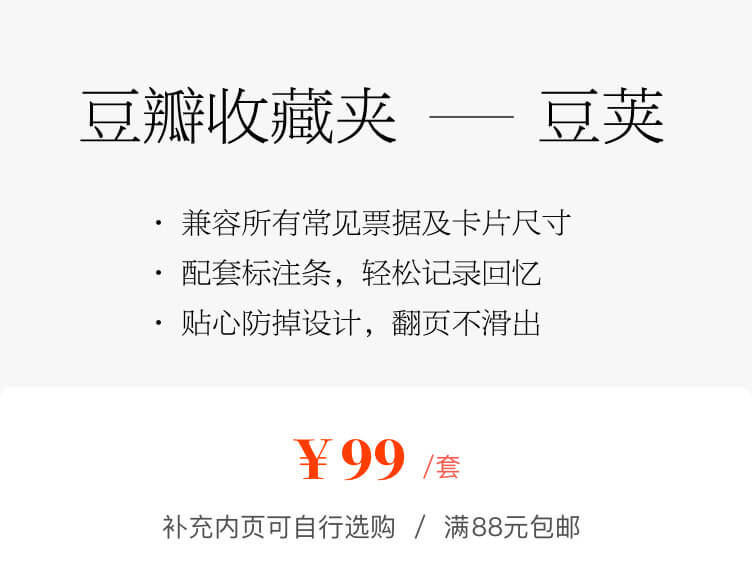 豆瓣收藏夹 —— 豆荚
· 兼容所有常见票据及卡片尺寸
· 配套标注条，轻松记录回忆
· 贴心防掉设计，翻页不滑出
¥99 /套
补充内页可自行选购 / 满88元包邮